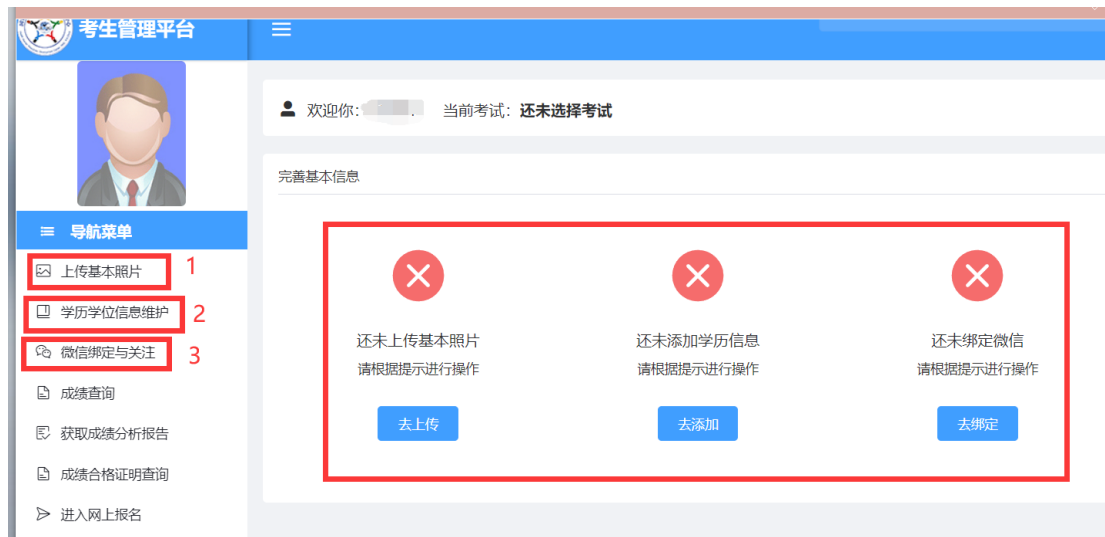 考生管理平台
欢迎你: 当前考试：还未选择考试
完善基本信息
导航菜单
上传基本照片 1
学历学位信息维护 2
微信绑定与关注 3
成绩查询
获取成绩分析报告
成绩合格证明查询
进入网上报名
还未上传基本照片
请根据提示进行操作
去上传
还未添加学历信息
请根据提示进行操作
去添加
还未绑定微信
请根据提示进行操作
去绑定